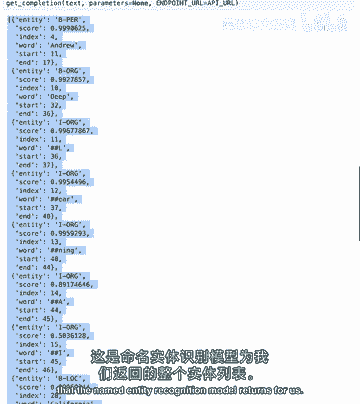 get_completion(text, parameters=None, ENDPOINT_URL=API_URL)
[{'entity': 'B-PER',
'score': 0.9990625,
'index': 4,
'word': 'Andrew',
'start': 11,
'end': 17},
{'entity': 'B-ORG',
'score': 0.9927857,
'index': 10,
'word': 'Deep',
'start': 32,
'end': 36},
{'entity': 'I-ORG',
'score': 0.99677867,
'index': 11,
'word': '##L',
'start': 36,
'end': 37},
{'entity': 'I-ORG',
'score': 0.9954496,
'index': 12,
'word': '##ear',
'start': 37,
'end': 40},
{'entity': 'I-ORG',
'score': 0.9959293,
'index': 13,
'word': '##ning',
'start': 40,
'end': 44},
{'entity': 'I-ORG',
'score': 0.89174646,
'index': 14,
'word': '##A',
'start': 44,
'end': 45},
{'entity': 'I-ORG',
'score': 0.5036128,
'index': 15,
'word': '##I',
'start': 45,
'end': 46},
{'entity': 'B-LOC',
这是命名实体识别模型为我
们返回的整个实体列表。
that the named entity recognition model returns for us.
'index': 20,